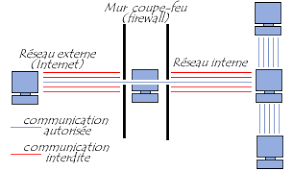 Mur coupe-feu
(firewall)
Réseau externe
(Internet)
Réseau interne
communication
autorisée
communication
interdite